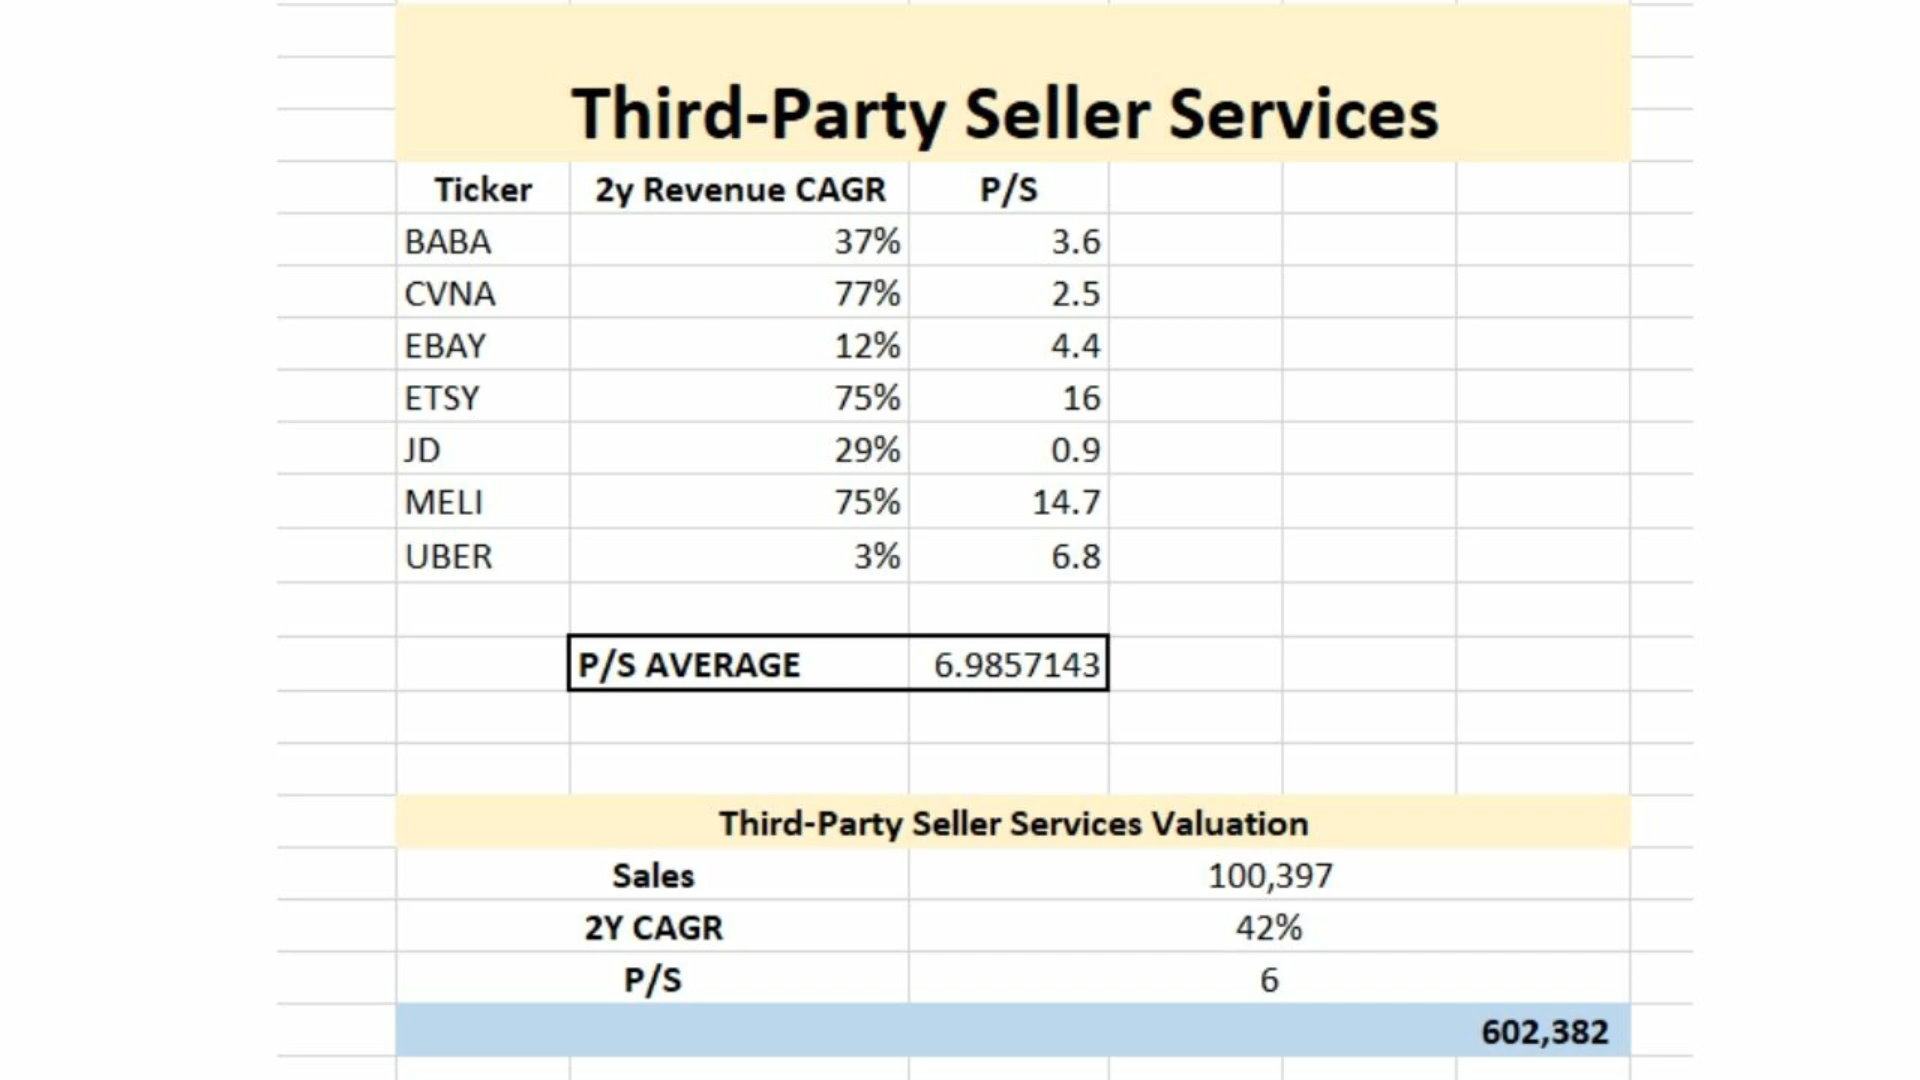 Third-Party Seller Services
Ticker 2y Revenue CAGR P/S
BABA 37% 3.6
CVNA 77% 2.5
EBAY 12% 4.4
ETSY 75% 16
JD 29% 0.9
MELI 75% 14.7
UBER 3% 6.8
P/S AVERAGE 6.9857143
Third-Party Seller Services Valuation
Sales 100,397
2Y CAGR 42%
P/S 6
602,382